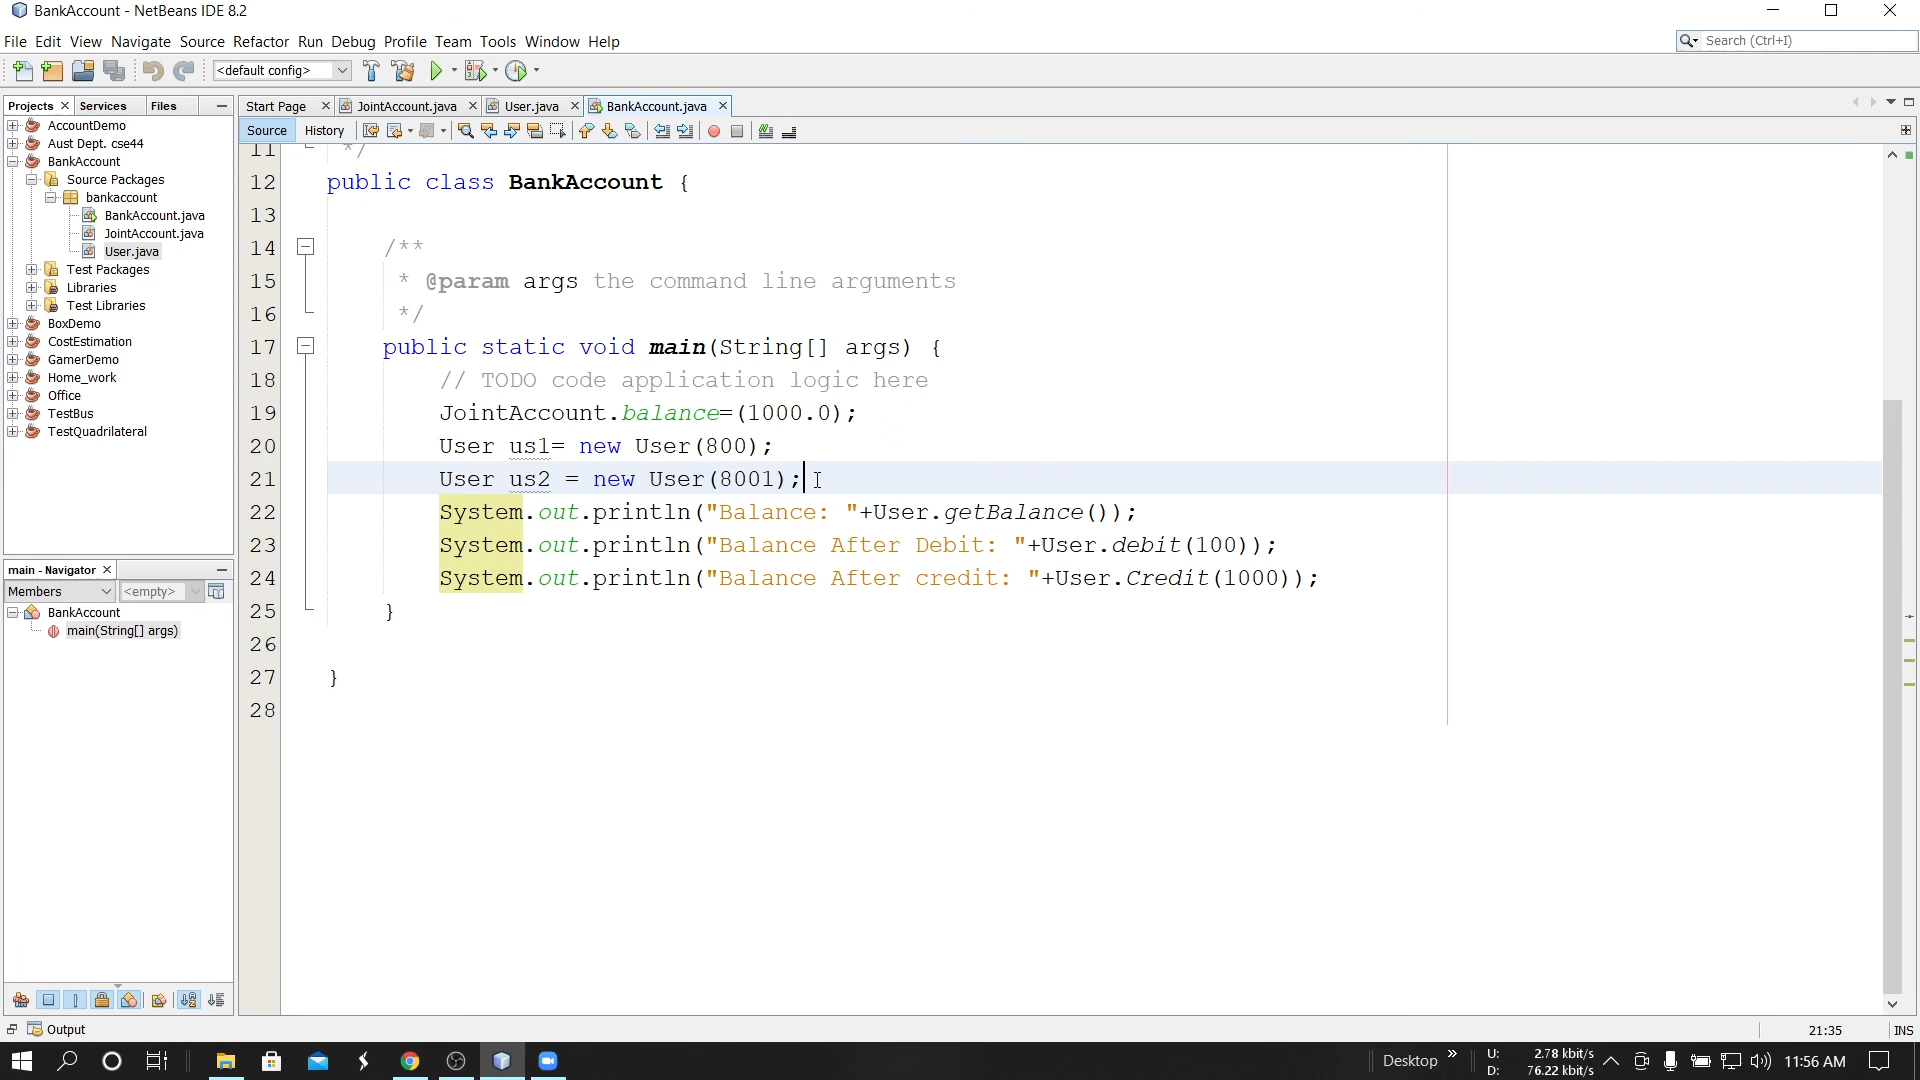 BankAccount - NetBeans IDE 8.2
File Edit View Navigate Source Refactor Run Debug Profile Team Tools Window Help
Search (Ctrl+I)
<default config>
Projects Services Files
Start Page JointAccount.java User.java BankAccount.java
Source History
AccountDemo
Aust Dept. cse44
BankAccount
Source Packages
bankaccount
BankAccount.java
JointAccount.java
User.java
Test Packages
Libraries
Test Libraries
BoxDemo
CostEstimation
GamerDemo
Home_work
Office
TestBus
TestQuadrilateral
main - Navigator
Members <empty>
BankAccount
main(String[] args)
11 */
12 public class BankAccount {
13
14 /**
15 * @param args the command line arguments
16 */
17 public static void main(String[] args) {
18 // TODO code application logic here
19 JointAccount.balance=(1000.0);
20 User us1= new User(800);
21 User us2 = new User(8001);
22 System.out.println("Balance: "+User.getBalance());
23 System.out.println("Balance After Debit: "+User.debit(100));
24 System.out.println("Balance After credit: "+User.Credit(1000));
25 }
26
27 }
28
Output
21:35 INS
Desktop
U: 2.78 kbit/s
D: 76.22 kbit/s
11:56 AM